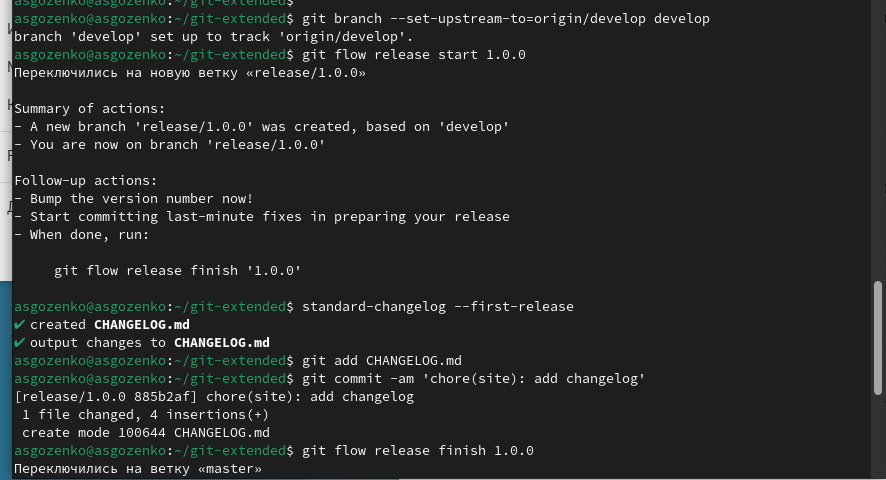 asgozenko@asgozenko:~/git-extended$
asgozenko@asgozenko:~/git-extended$ git branch --set-upstream-to=origin/develop develop
branch 'develop' set up to track 'origin/develop'.
asgozenko@asgozenko:~/git-extended$ git flow release start 1.0.0
Переключились на новую ветку «release/1.0.0»
Summary of actions:
- A new branch 'release/1.0.0' was created, based on 'develop'
- You are now on branch 'release/1.0.0'
Follow-up actions:
- Bump the version number now!
- Start committing last-minute fixes in preparing your release
- When done, run:
git flow release finish '1.0.0'
asgozenko@asgozenko:~/git-extended$ standard-changelog --first-release
✔ created CHANGELOG.md
✔ output changes to CHANGELOG.md
asgozenko@asgozenko:~/git-extended$ git add CHANGELOG.md
asgozenko@asgozenko:~/git-extended$ git commit -am 'chore(site): add changelog'
[release/1.0.0 885b2af] chore(site): add changelog
1 file changed, 4 insertions(+)
create mode 100644 CHANGELOG.md
asgozenko@asgozenko:~/git-extended$ git flow release finish 1.0.0
Переключились на ветку «master»